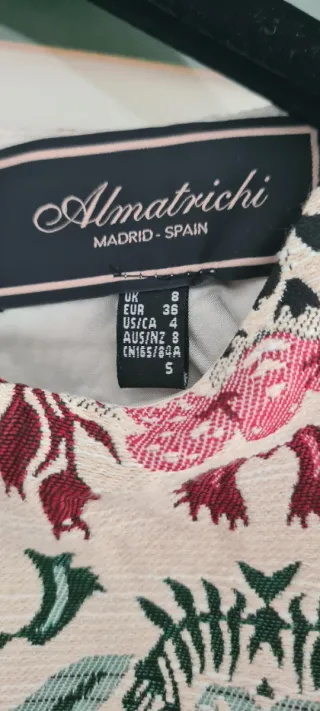 Almatrichi
MADRID - SPAIN
UK 8
EUR 36
US/CA 4
AUS/NZ 8
CN165/84A
S